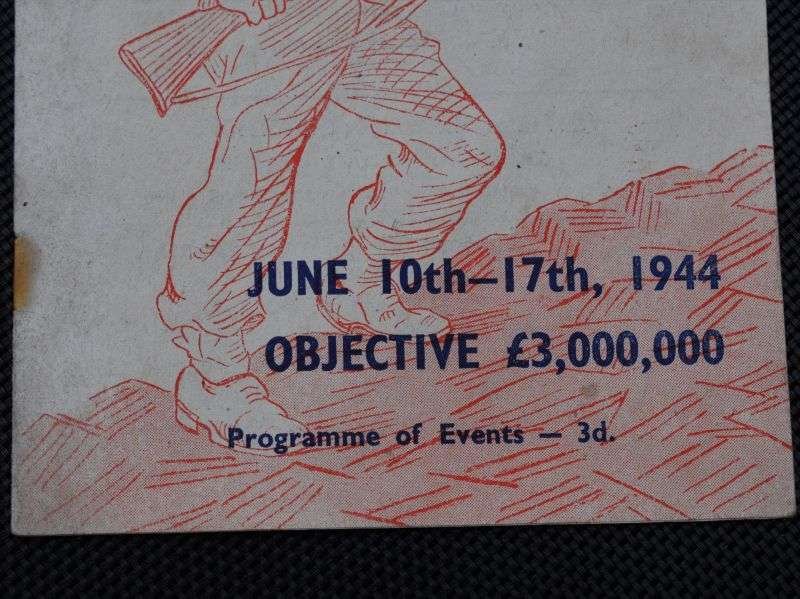 JUNE 10th—17th, 1944
OBJECTIVE £3,000,000
Programme of Events — 3d.